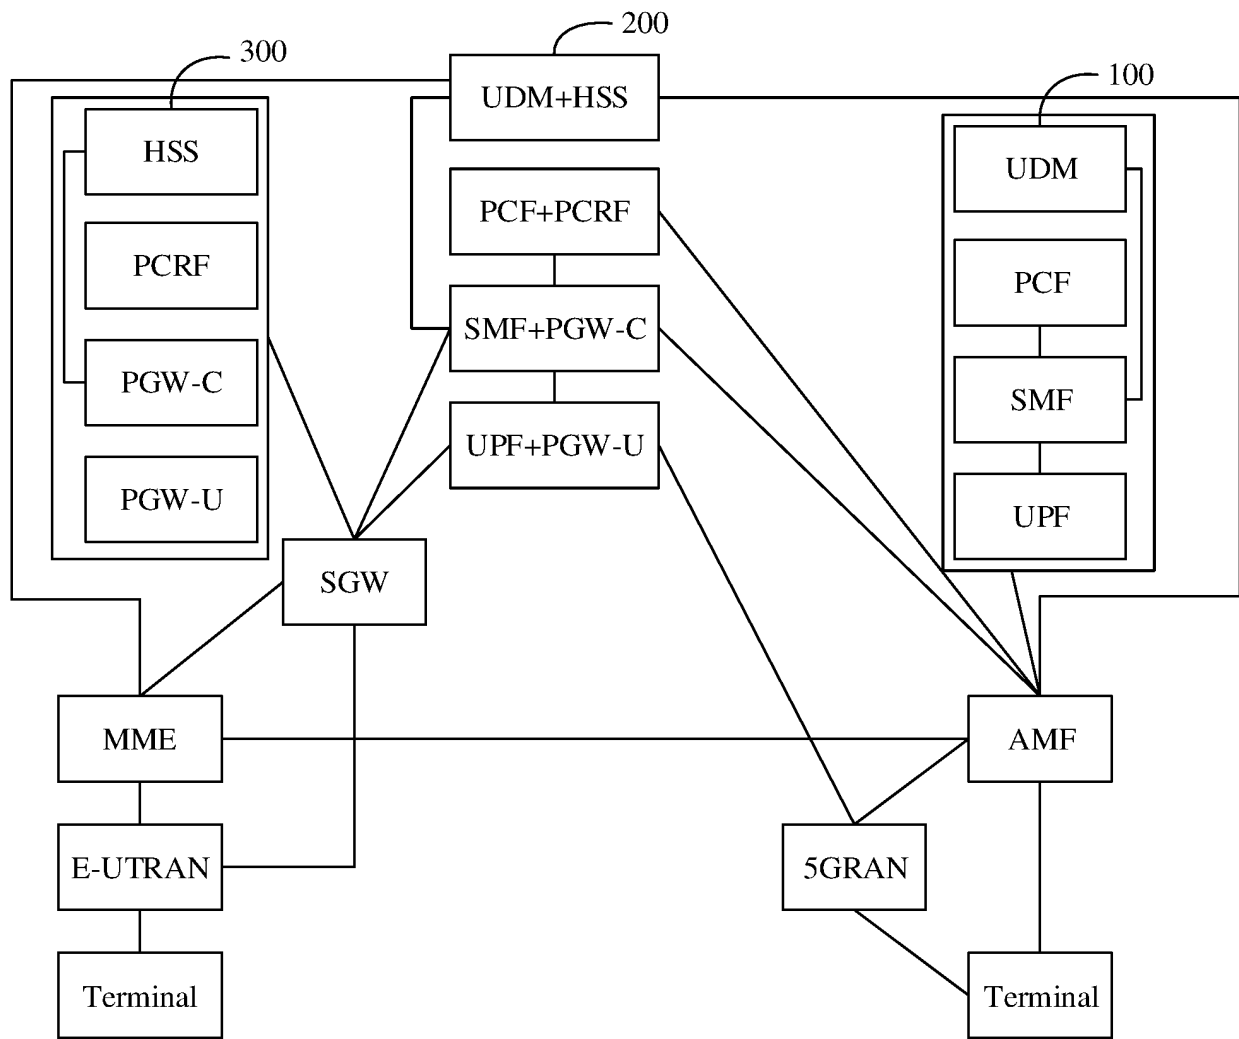 200
300
100
UDM+HSS
HSS
UDM
PCF+PCRF
PCRF
PCF
SMF+PGW-C
PGW-C
SMF
UPF+PGW-U
PGW-U
UPF
SGW
MME
AMF
E-UTRAN
5GRAN
Terminal
Terminal